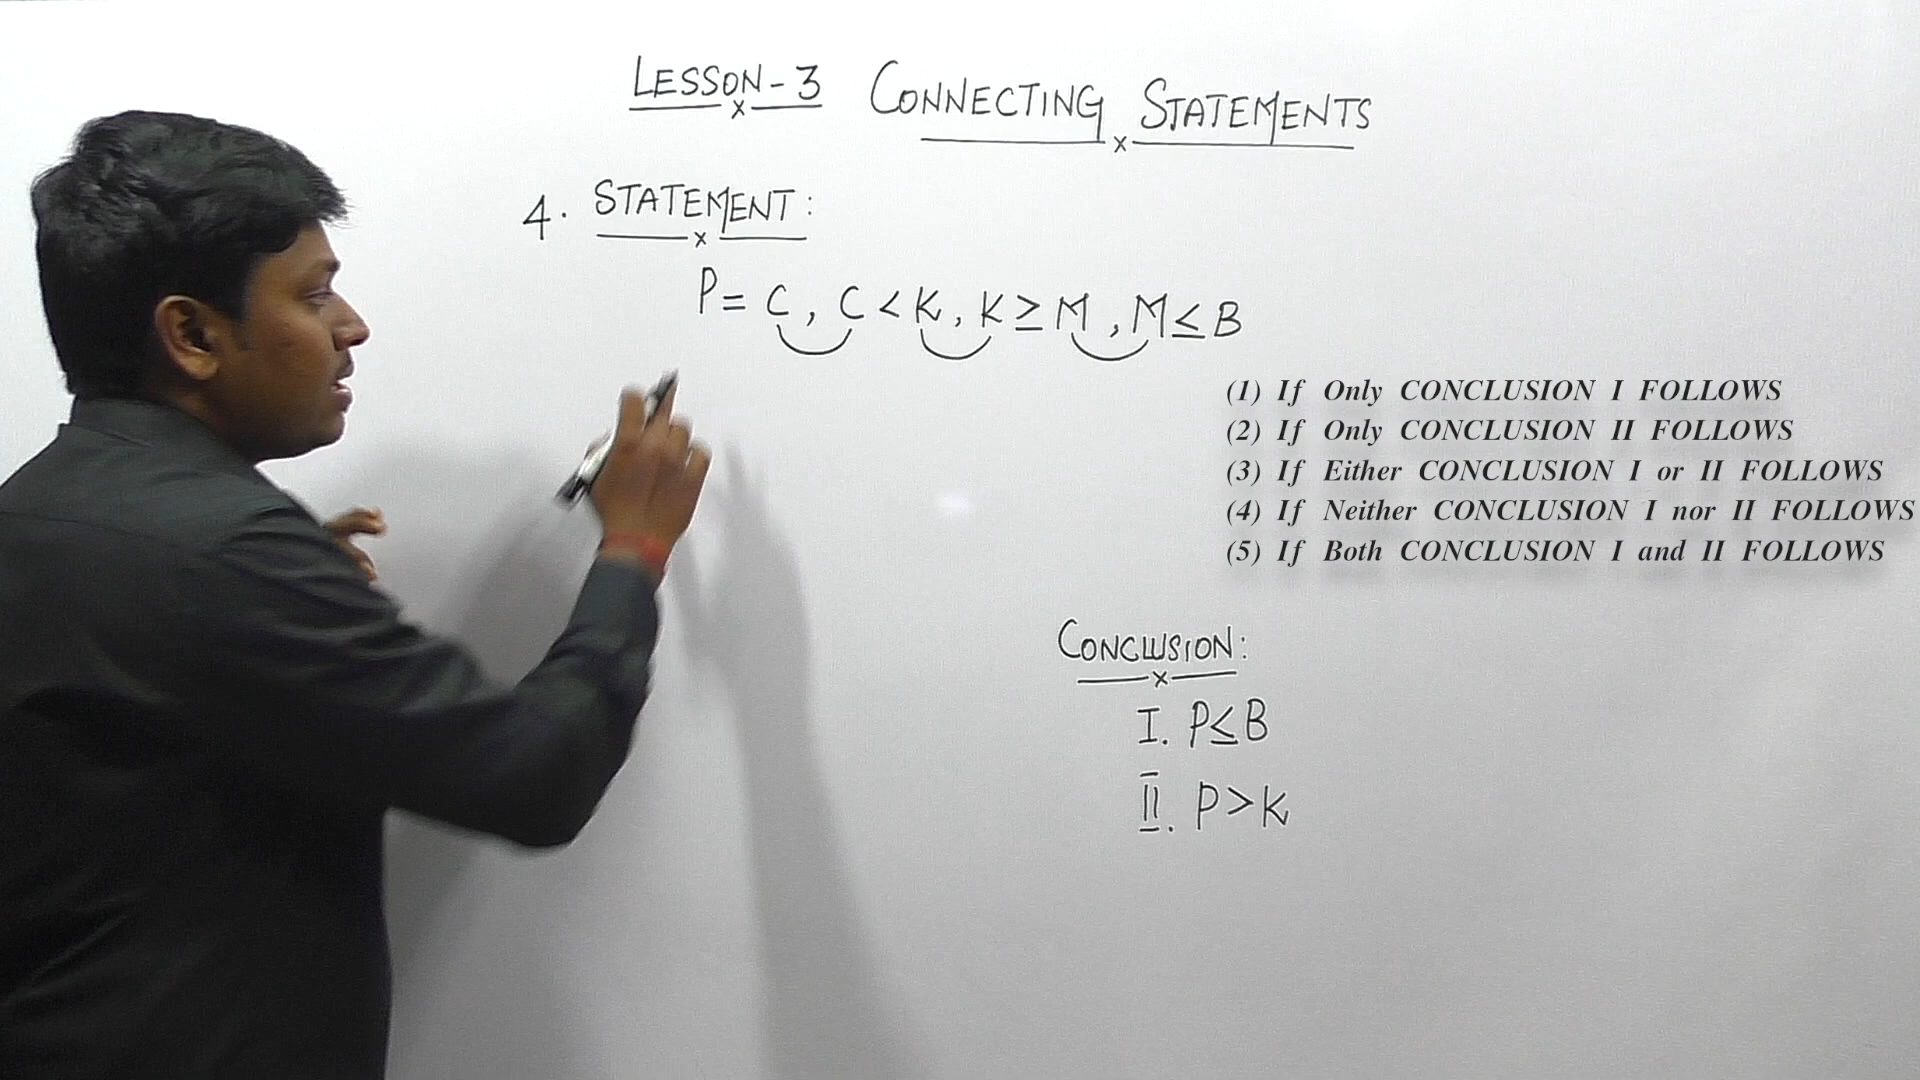 LESSON-3 CONNECTING STATEMENTS
4. STATEMENT:
P = C, C < K, K ≥ M, M ≤ B
(1) If Only CONCLUSION I FOLLOWS
(2) If Only CONCLUSION II FOLLOWS
(3) If Either CONCLUSION I or II FOLLOWS
(4) If Neither CONCLUSION I nor II FOLLOWS
(5) If Both CONCLUSION I and II FOLLOWS
CONCLUSION:
I. P ≤ B
II. P > K